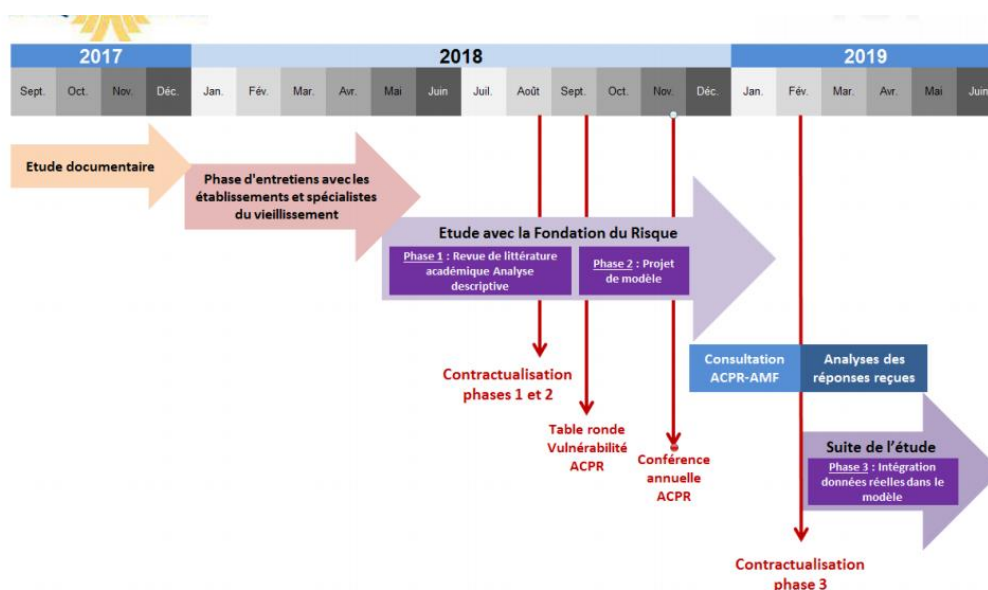 2017
2018
2019
Sept.
Oct.
Nov.
Déc.
Jan.
Fév.
Mar.
Avr.
Mai
Juin
Juil.
Août
Sept.
Oct.
Nov.
Déc.
Jan.
Fév.
Mar.
Avr.
Mai
Juin
Etude documentaire
Phase d'entretiens avec les
établissements et spécialistes
du vieillissement
Etude avec la Fondation du Risque
Phase 1 : Revue de littérature
académique Analyse
descriptive
Phase 2 : Projet
de modèle
Consultation
ACPR-AMF
Analyses des
réponses reçues
Contractualisation
phases 1 et 2
Table ronde
Vulnérabilité
ACPR
Conférence
annuelle
ACPR
Suite de l'étude
Phase 3 : Intégration
données réelles dans le
modèle
Contractualisation
phase 3